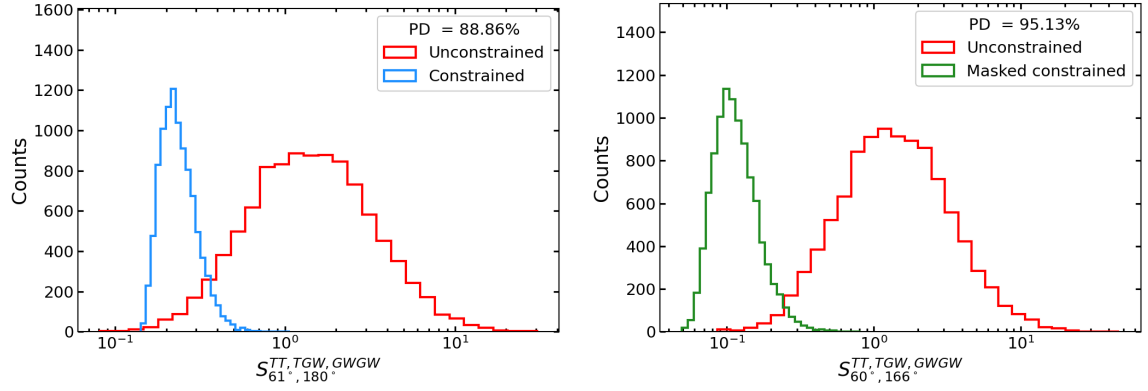 PD = 88.86%
Unconstrained
Constrained
Counts
1600
1400
1200
1000
800
600
400
200
0
10⁻¹ 10⁰ 10¹
S^{TT,TGW,GWGW}_{61°,180°}
PD = 95.13%
Unconstrained
Masked constrained
Counts
1400
1200
1000
800
600
400
200
0
10⁻¹ 10⁰ 10¹
S^{TT,TGW,GWGW}_{60°,166°}